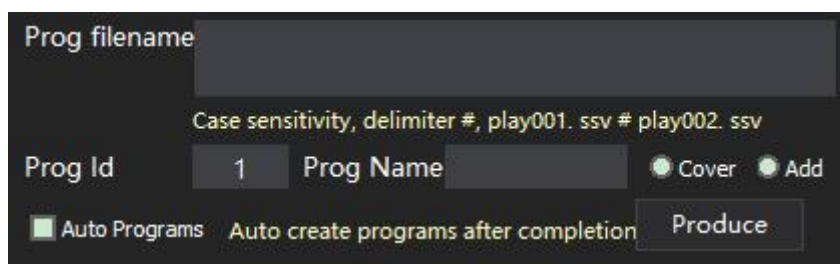 Prog filename
Case sensitivity, delimiter #, play001. ssv # play002. ssv
Prog Id 1 Prog Name Cover Add
Auto Programs Auto create programs after completion Produce